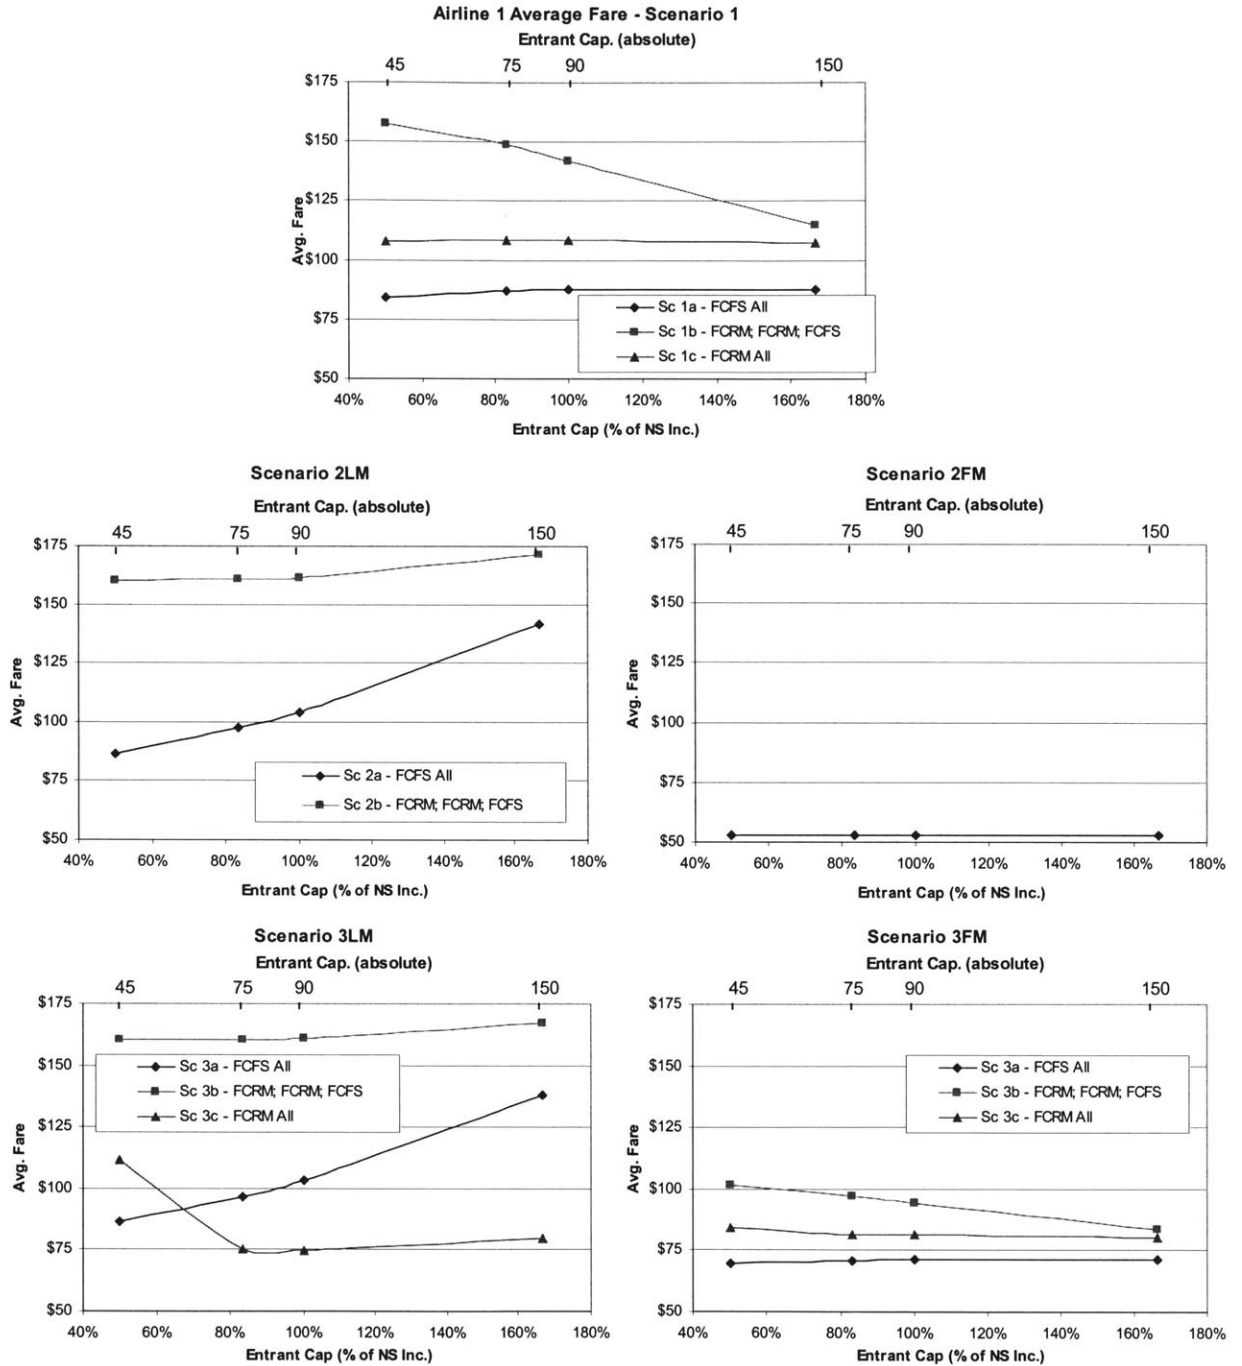 Airline 1 Average Fare - Scenario 1
Entrant Cap. (absolute)
45 75 90 150
$175
$150
$125
$100
$75
$50
Avg. Fare
Sc 1a - FCFS All
Sc 1b - FCRM; FCRM; FCFS
Sc 1c - FCRM All
40% 60% 80% 100% 120% 140% 160% 180%
Entrant Cap (% of NS Inc.)
Scenario 2LM
Entrant Cap. (absolute)
45 75 90 150
$175
$150
$125
$100
$75
$50
Avg. Fare
Sc 2a - FCFS All
Sc 2b - FCRM; FCRM; FCFS
40% 60% 80% 100% 120% 140% 160% 180%
Entrant Cap (% of NS Inc.)
Scenario 2FM
Entrant Cap. (absolute)
45 75 90 150
$175
$150
$125
$100
$75
$50
Avg. Fare
40% 60% 80% 100% 120% 140% 160% 180%
Entrant Cap (% of NS Inc.)
Scenario 3LM
Entrant Cap. (absolute)
45 75 90 150
$175
$150
$125
$100
$75
$50
Avg. Fare
Sc 3a - FCFS All
Sc 3b - FCRM; FCRM; FCFS
Sc 3c - FCRM All
40% 60% 80% 100% 120% 140% 160% 180%
Entrant Cap (% of NS Inc.)
Scenario 3FM
Entrant Cap. (absolute)
45 75 90 150
$175
$150
$125
$100
$75
$50
Avg. Fare
Sc 3a - FCFS All
Sc 3b - FCRM; FCRM; FCFS
Sc 3c - FCRM All
40% 60% 80% 100% 120% 140% 160% 180%
Entrant Cap (% of NS Inc.)